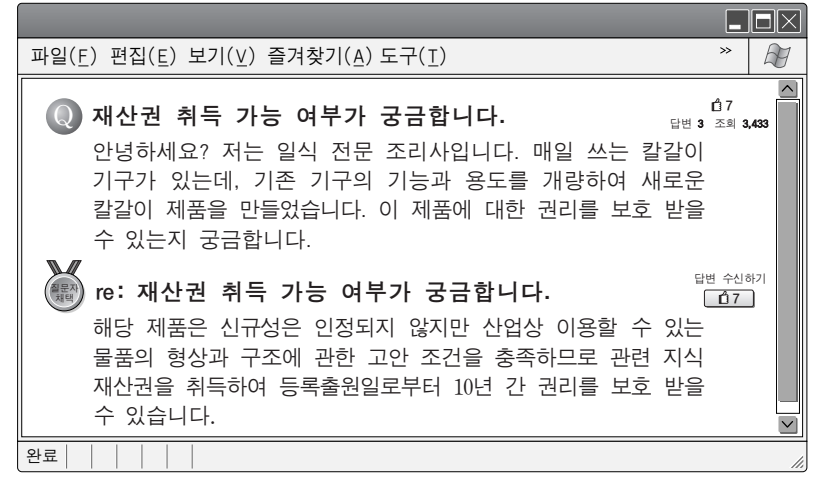 파일(F) 편집(E) 보기(V) 즐겨찾기(A) 도구(T) »
Q 재산권 취득 가능 여부가 궁금합니다.
7
답변 3 조회 3,433
안녕하세요? 저는 일식 전문 조리사입니다. 매일 쓰는 칼갈이
기구가 있는데, 기존 기구의 기능과 용도를 개량하여 새로운
칼갈이 제품을 만들었습니다. 이 제품에 대한 권리를 보호 받을
수 있는지 궁금합니다.
질문자
채택
re: 재산권 취득 가능 여부가 궁금합니다.
답변 수신하기
7
해당 제품은 신규성은 인정되지 않지만 산업상 이용할 수 있는
물품의 형상과 구조에 관한 고안 조건을 충족하므로 관련 지식
재산권을 취득하여 등록출원일로부터 10년 간 권리를 보호 받을
수 있습니다.
완료